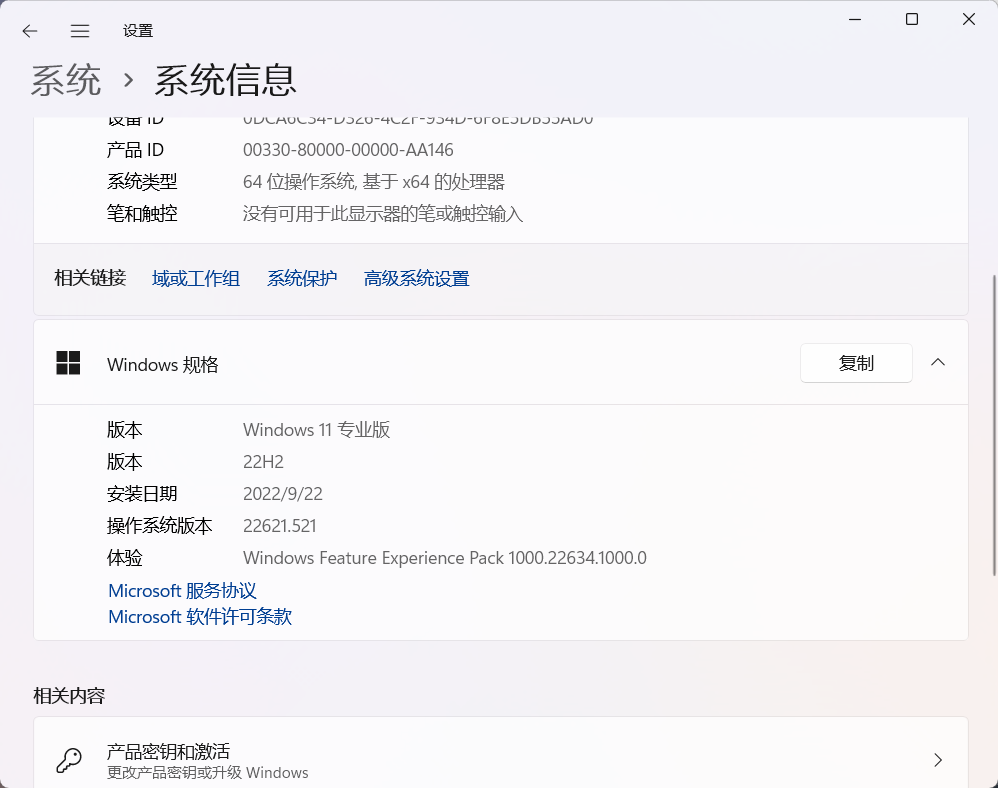 设置
系统 › 系统信息
设备 ID
产品 ID 00330-80000-00000-AA146
系统类型 64 位操作系统, 基于 x64 的处理器
笔和触控 没有可用于此显示器的笔或触控输入
相关链接 域或工作组 系统保护 高级系统设置
Windows 规格 复制
版本 Windows 11 专业版
版本 22H2
安装日期 2022/9/22
操作系统版本 22621.521
体验 Windows Feature Experience Pack 1000.22634.1000.0
Microsoft 服务协议
Microsoft 软件许可条款
相关内容
产品密钥和激活
更改产品密钥或升级 Windows